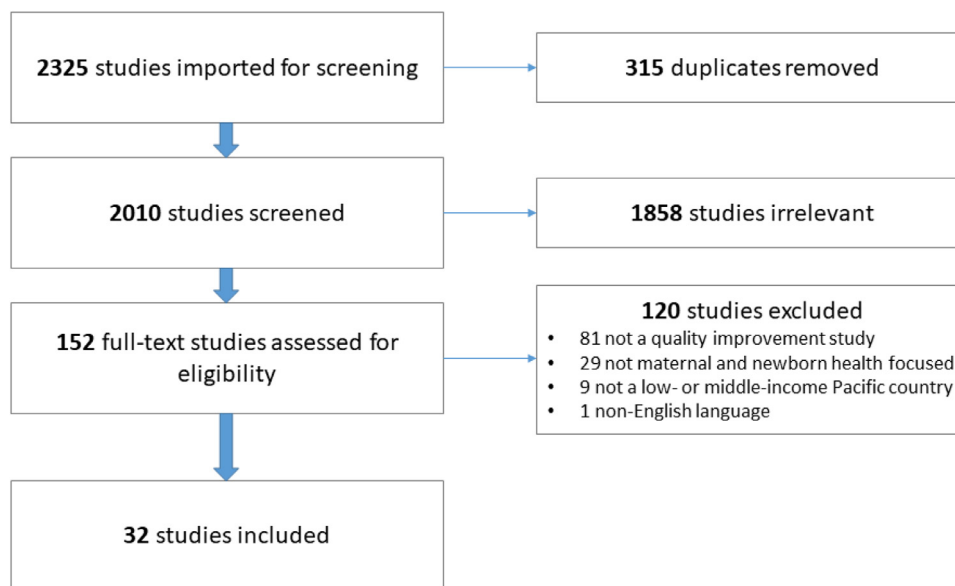 2325 studies imported for screening
315 duplicates removed
2010 studies screened
1858 studies irrelevant
152 full-text studies assessed for
eligibility
120 studies excluded
• 81 not a quality improvement study
• 29 not maternal and newborn health focused
• 9 not a low- or middle-income Pacific country
• 1 non-English language
32 studies included